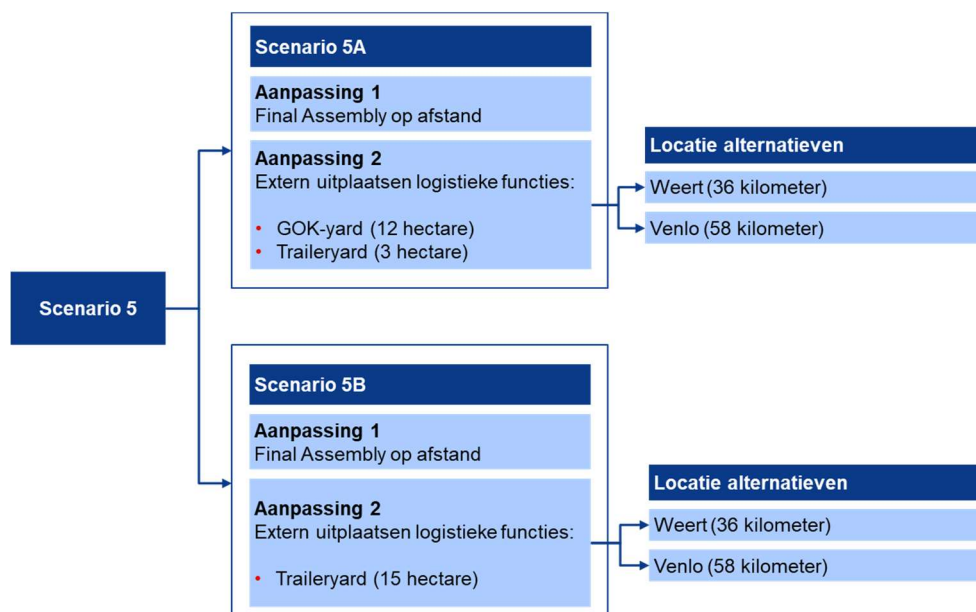 Scenario 5
Scenario 5A
Aanpassing 1
Final Assembly op afstand
Aanpassing 2
Extern uitplaatsen logistieke functies:
• GOK-yard (12 hectare)
• Traileryard (3 hectare)
Locatie alternatieven
Weert (36 kilometer)
Venlo (58 kilometer)
Scenario 5B
Aanpassing 1
Final Assembly op afstand
Aanpassing 2
Extern uitplaatsen logistieke functies:
• Traileryard (15 hectare)
Locatie alternatieven
Weert (36 kilometer)
Venlo (58 kilometer)